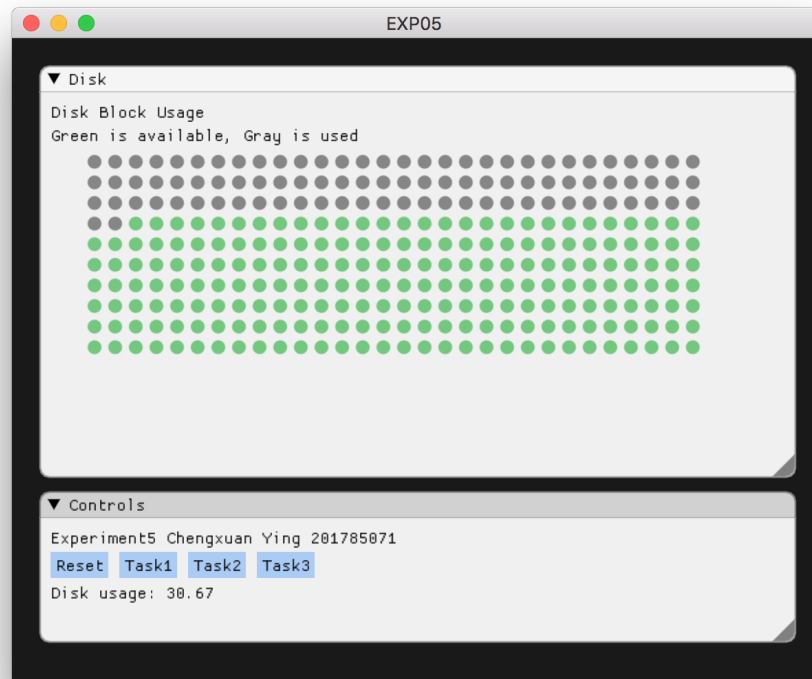 EXP05
Disk
Disk Block Usage
Green is available, Gray is used
Controls
Experiment5 Chengxuan Ying 201785071
Reset Task1 Task2 Task3
Disk usage: 30.67